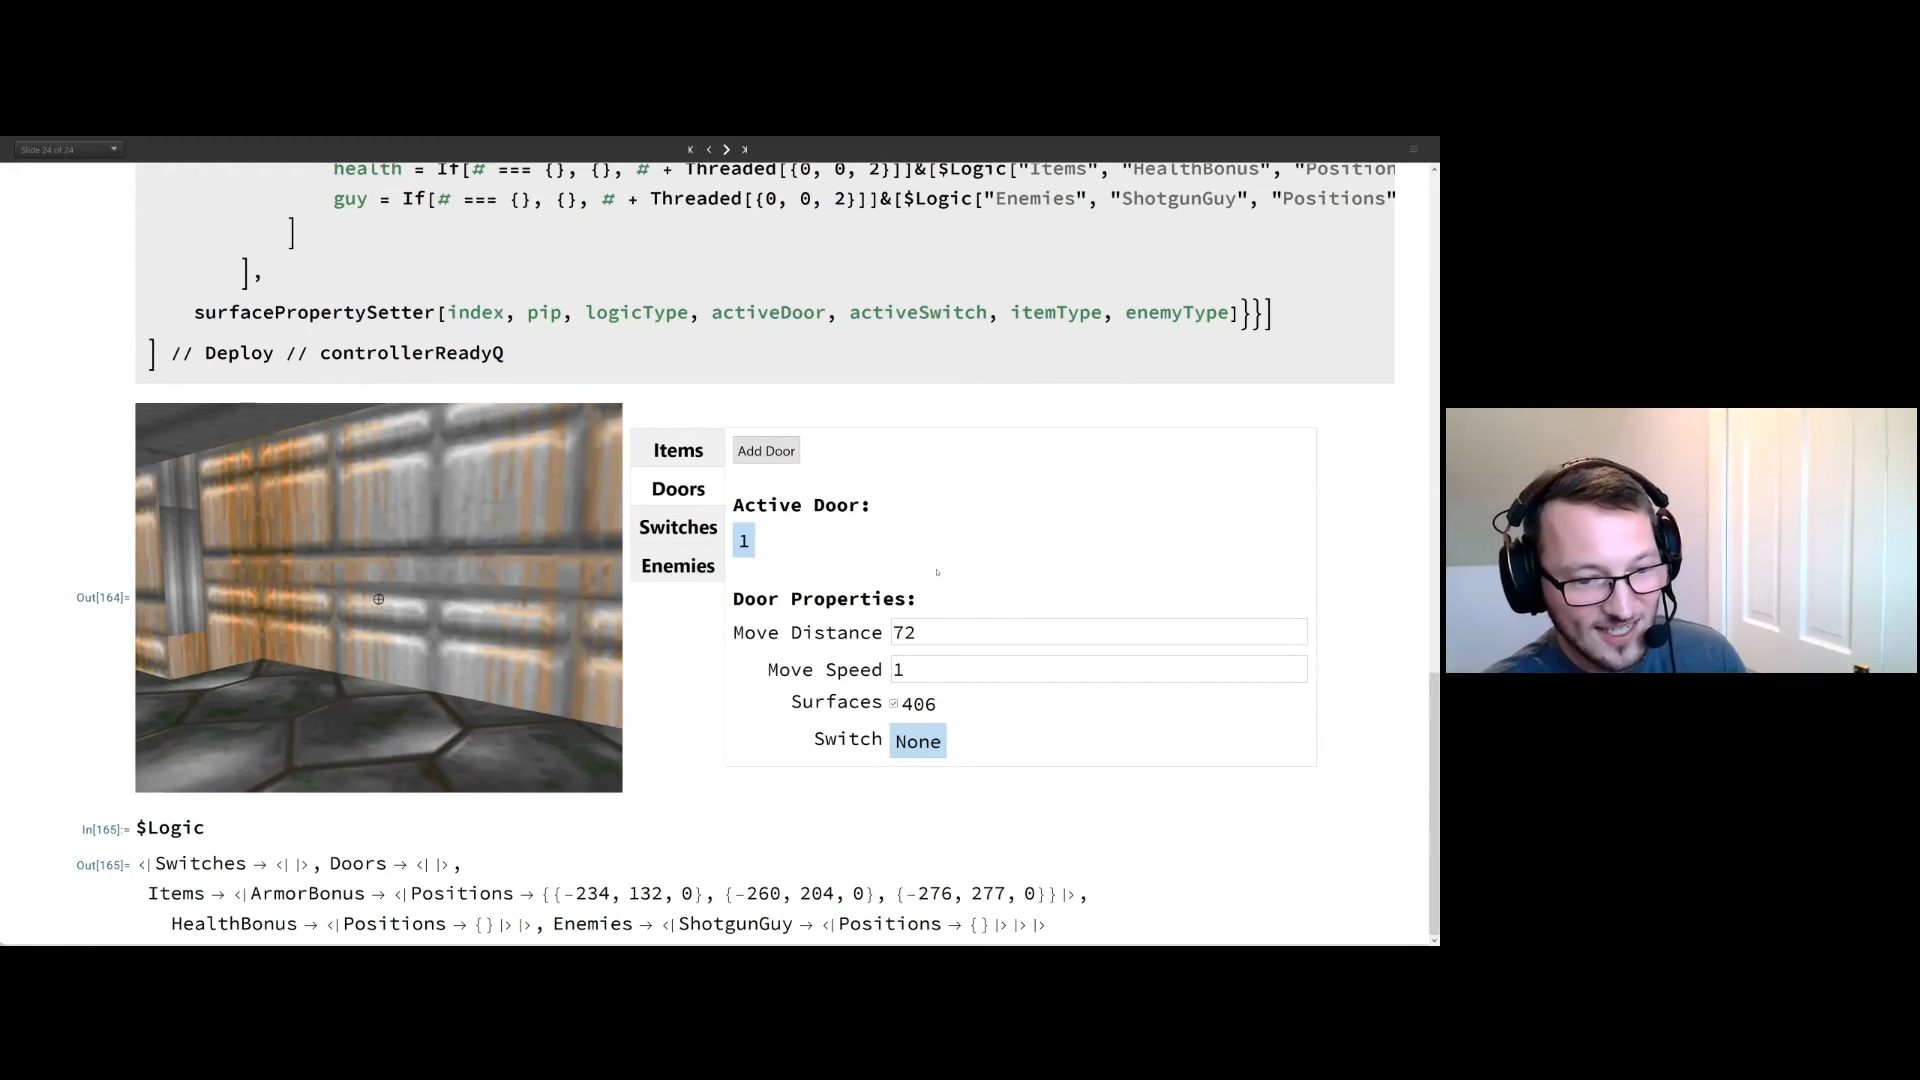 Slide 24 of 24
health = If[# === {}, {}, # + Threaded[{0, 0, 2}]]&[$Logic["Items", "HealthBonus", "Position
guy = If[# === {}, {}, # + Threaded[{0, 0, 2}]]&[$Logic["Enemies", "ShotgunGuy", "Positions"
]
],
surfacePropertySetter[index, pip, logicType, activeDoor, activeSwitch, itemType, enemyType]}}]
] // Deploy // controllerReadyQ
Out[164]=
Items
Doors
Switches
Enemies
Add Door
Active Door:
1
Door Properties:
Move Distance 72
Move Speed 1
Surfaces 406
Switch None
In[165]:= $Logic
Out[165]= <|Switches → <||>, Doors → <||>,
Items → <|ArmorBonus → <|Positions → {{-234, 132, 0}, {-260, 204, 0}, {-276, 277, 0}}|>,
HealthBonus → <|Positions → {}|>|>, Enemies → <|ShotgunGuy → <|Positions → {}|>|>|>